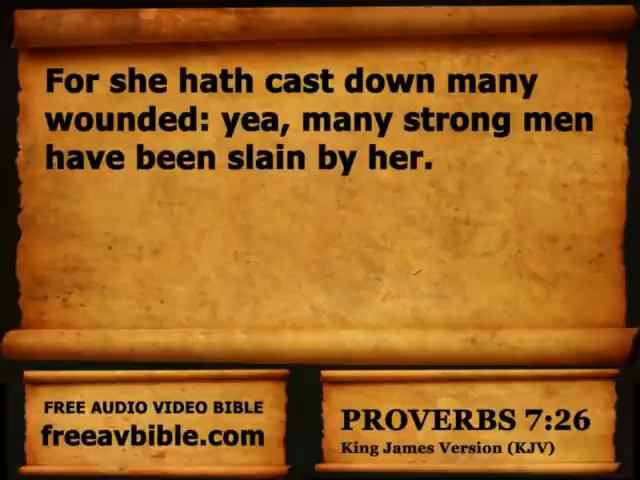 For she hath cast down many
wounded: yea, many strong men
have been slain by her.
FREE AUDIO VIDEO BIBLE
freeavbible.com
PROVERBS 7:26
King James Version (KJV)